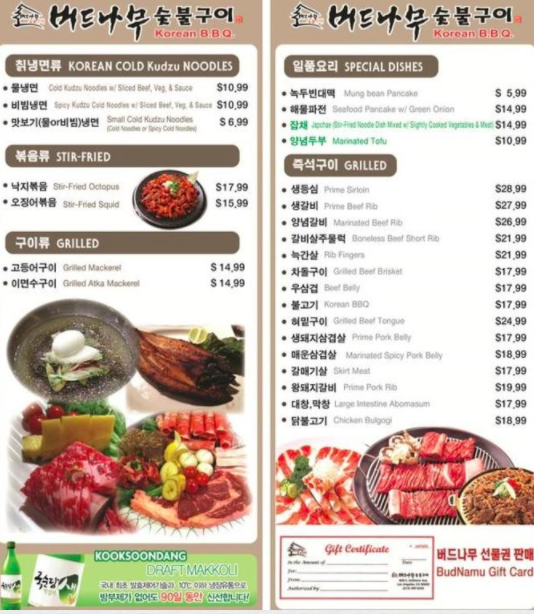 버드나무숯불구이
Korean B.B.Q.
칡냉면류 KOREAN COLD Kudzu NOODLES
• 물냉면 Cold Kudzu Noodles w/ Sliced Beef, Veg, & Sauce $10,99
• 비빔냉면 Spicy Kudzu Cold Noodles w/ Sliced Beef, Veg, & Sauce $10,99
• 맛보기(물or비빔)냉면 Small Cold Kudzu Noodles $ 6,99
(Cold Noodles or Spicy Cold Noodles)
볶음류 STIR-FRIED
• 낙지볶음 Stir-Fried Octopus $17,99
• 오징어볶음 Stir-Fried Squid $15,99
구이류 GRILLED
• 고등어구이 Grilled Mackerel $ 14,99
• 이면수구이 Grilled Atka Mackerel $ 14,99
KOOKSOONDANG
DRAFT MAKKOLI
국내 최초 발효제어기술과 10℃ 이하 냉장유통으로
방부제가 없어도 90일 동안 신선합니다!
버드나무숯불구이
Korean B.B.Q.
일품요리 SPECIAL DISHES
• 녹두빈대떡 Mung bean Pancake $ 5,99
• 해물파전 Seafood Pancake w/ Green Onion $14,99
• 잡채 Japchae (Stir-Fried Noodle Dish Mixed w/ Slightly Cooked Vegetables & Meat) $14,99
• 양념두부 Marinated Tofu $10,99
즉석구이 GRILLED
• 생등심 Prime Sirloin $28,99
• 생갈비 Prime Beef Rib $27,99
• 양념갈비 Marinated Beef Rib $26,99
• 갈비살주물럭 Boneless Beef Short Rib $21,99
• 늑간살 Rib Fingers $21,99
• 차돌구이 Grilled Beef Brisket $17,99
• 우삼겹 Beef Belly $17,99
• 불고기 Korean BBQ $17,99
• 혀밑구이 Grilled Beef Tongue $24,99
• 생돼지삼겹살 Prime Pork Belly $17,99
• 매운삼겹살 Marinated Spicy Pork Belly $18,99
• 갈매기살 Skirt Meat $17,99
• 왕돼지갈비 Prime Pork Rib $19,99
• 대창,막창 Large Intestine Abomasum $17,99
• 닭불고기 Chicken Bulgogi $18,99
Gift Certificate
버드나무 선물권 판매
BudNamu Gift Card